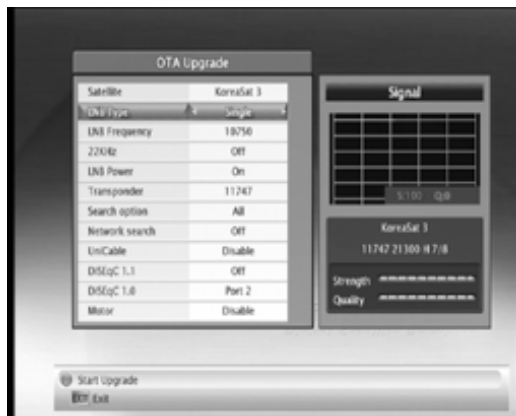 OTA Upgrade
Satellite KoreaSat 3
LNB Type Single
LNB Frequency 10750
22KHz Off
LNB Power On
Transponder 11747
Search option All
Network search Off
UniCable Disable
DiSEqC 1.1 Off
DiSEqC 1.0 Port 2
Motor Disable
Signal
S:100 Q:0
KoreaSat 3
11747 21300 H 7/8
Strength
Quality
Start Upgrade
EXIT Exit